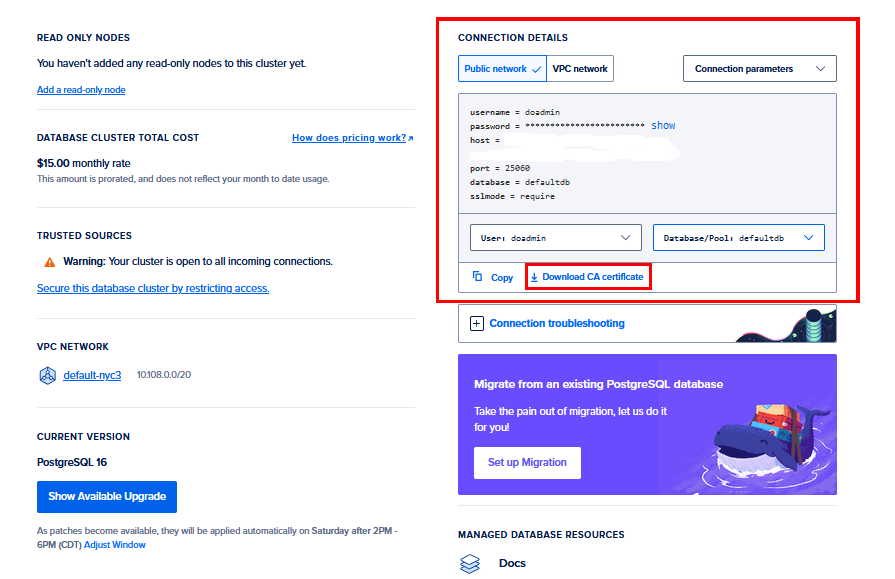 READ ONLY NODES
You haven't added any read-only nodes to this cluster yet.
Add a read-only node
DATABASE CLUSTER TOTAL COST
How does pricing work?↗
$15.00 monthly rate
This amount is prorated, and does not reflect your month to date usage.
TRUSTED SOURCES
Warning: Your cluster is open to all incoming connections.
Secure this database cluster by restricting access.
VPC NETWORK
default-nyc3 10.108.0.0/20
CURRENT VERSION
PostgreSQL 16
Show Available Upgrade
As patches become available, they will be applied automatically on Saturday after 2PM -
6PM (CDT) Adjust Window
CONNECTION DETAILS
Public network VPC network
Connection parameters
username = doadmin
password = ************************ show
host =
port = 25060
database = defaultdb
sslmode = require
User: doadmin
Database/Pool: defaultdb
Copy
Download CA certificate
Connection troubleshooting
Migrate from an existing PostgreSQL database
Take the pain out of migration, let us do it
for you!
Set up Migration
MANAGED DATABASE RESOURCES
Docs